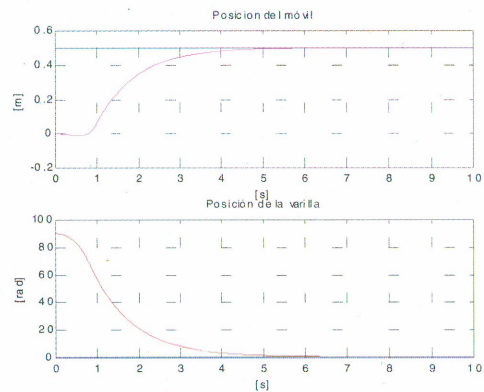 Posicion del móvil
[m]
0.6
0.4
0.2
0
-0.2
0 1 2 3 4 5 6 7 8 9 10
[s]
Posición de la varilla
[rad]
100
80
60
40
20
0
0 1 2 3 4 5 6 7 8 9 10
[s]